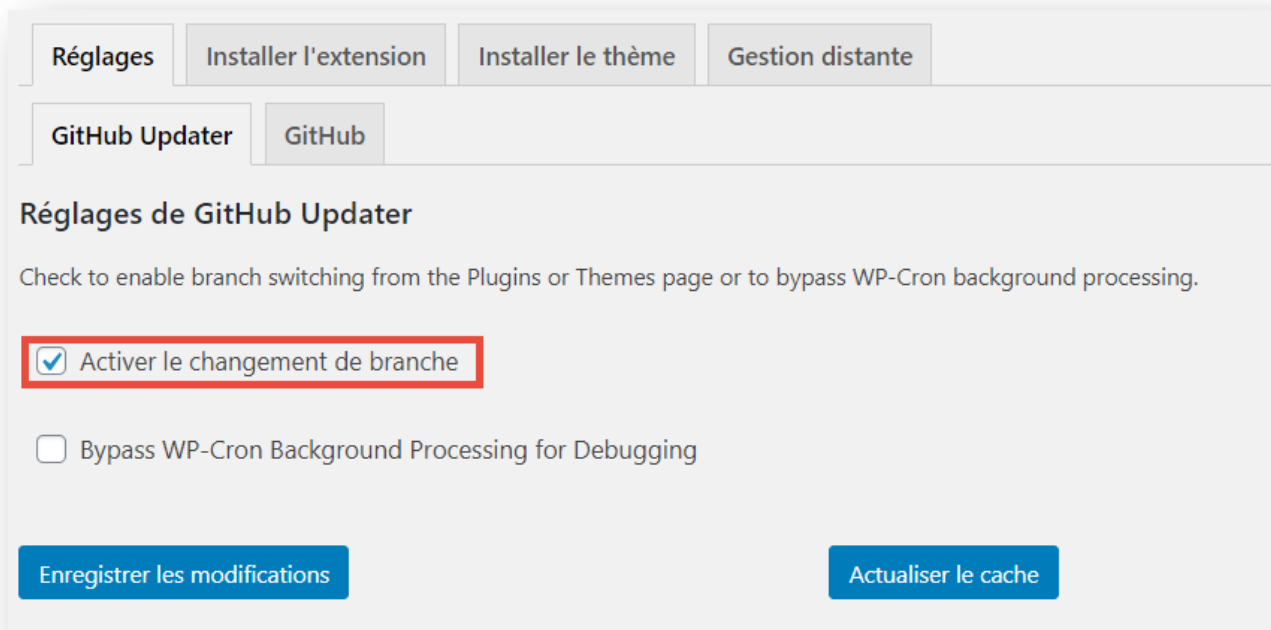 Réglages Installer l'extension Installer le thème Gestion distante
GitHub Updater GitHub
Réglages de GitHub Updater
Check to enable branch switching from the Plugins or Themes page or to bypass WP-Cron background processing.
Activer le changement de branche
Bypass WP-Cron Background Processing for Debugging
Enregistrer les modifications Actualiser le cache